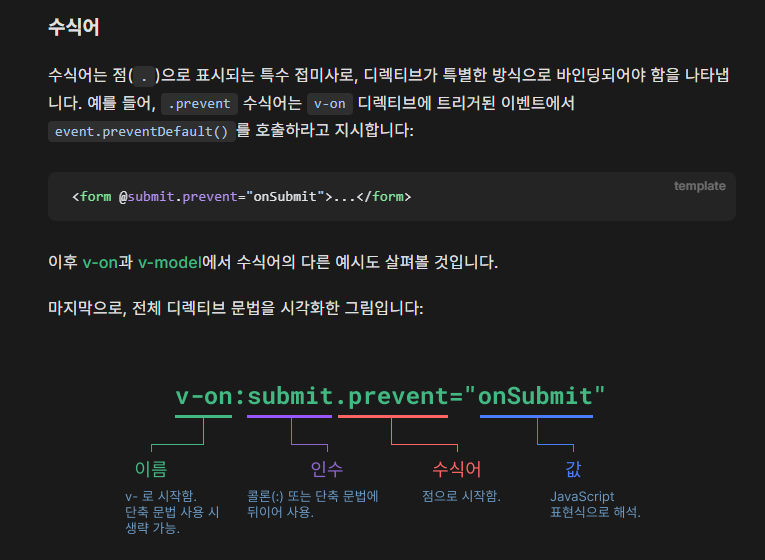 수식어
수식어는 점(.)으로 표시되는 특수 접미사로, 디렉티브가 특별한 방식으로 바인딩되어야 함을 나타냅
니다. 예를 들어, .prevent 수식어는 v-on 디렉티브에 트리거된 이벤트에서
event.preventDefault()를 호출하라고 지시합니다:
template
<form @submit.prevent="onSubmit">...</form>
이후 v-on과 v-model에서 수식어의 다른 예시도 살펴볼 것입니다.
마지막으로, 전체 디렉티브 문법을 시각화한 그림입니다:
v-on:submit.prevent="onSubmit"
이름
v- 로 시작함.
단축 문법 사용 시
생략 가능.
인수
콜론(:) 또는 단축 문법에
뒤이어 사용.
수식어
점으로 시작함.
값
JavaScript
표현식으로 해석.